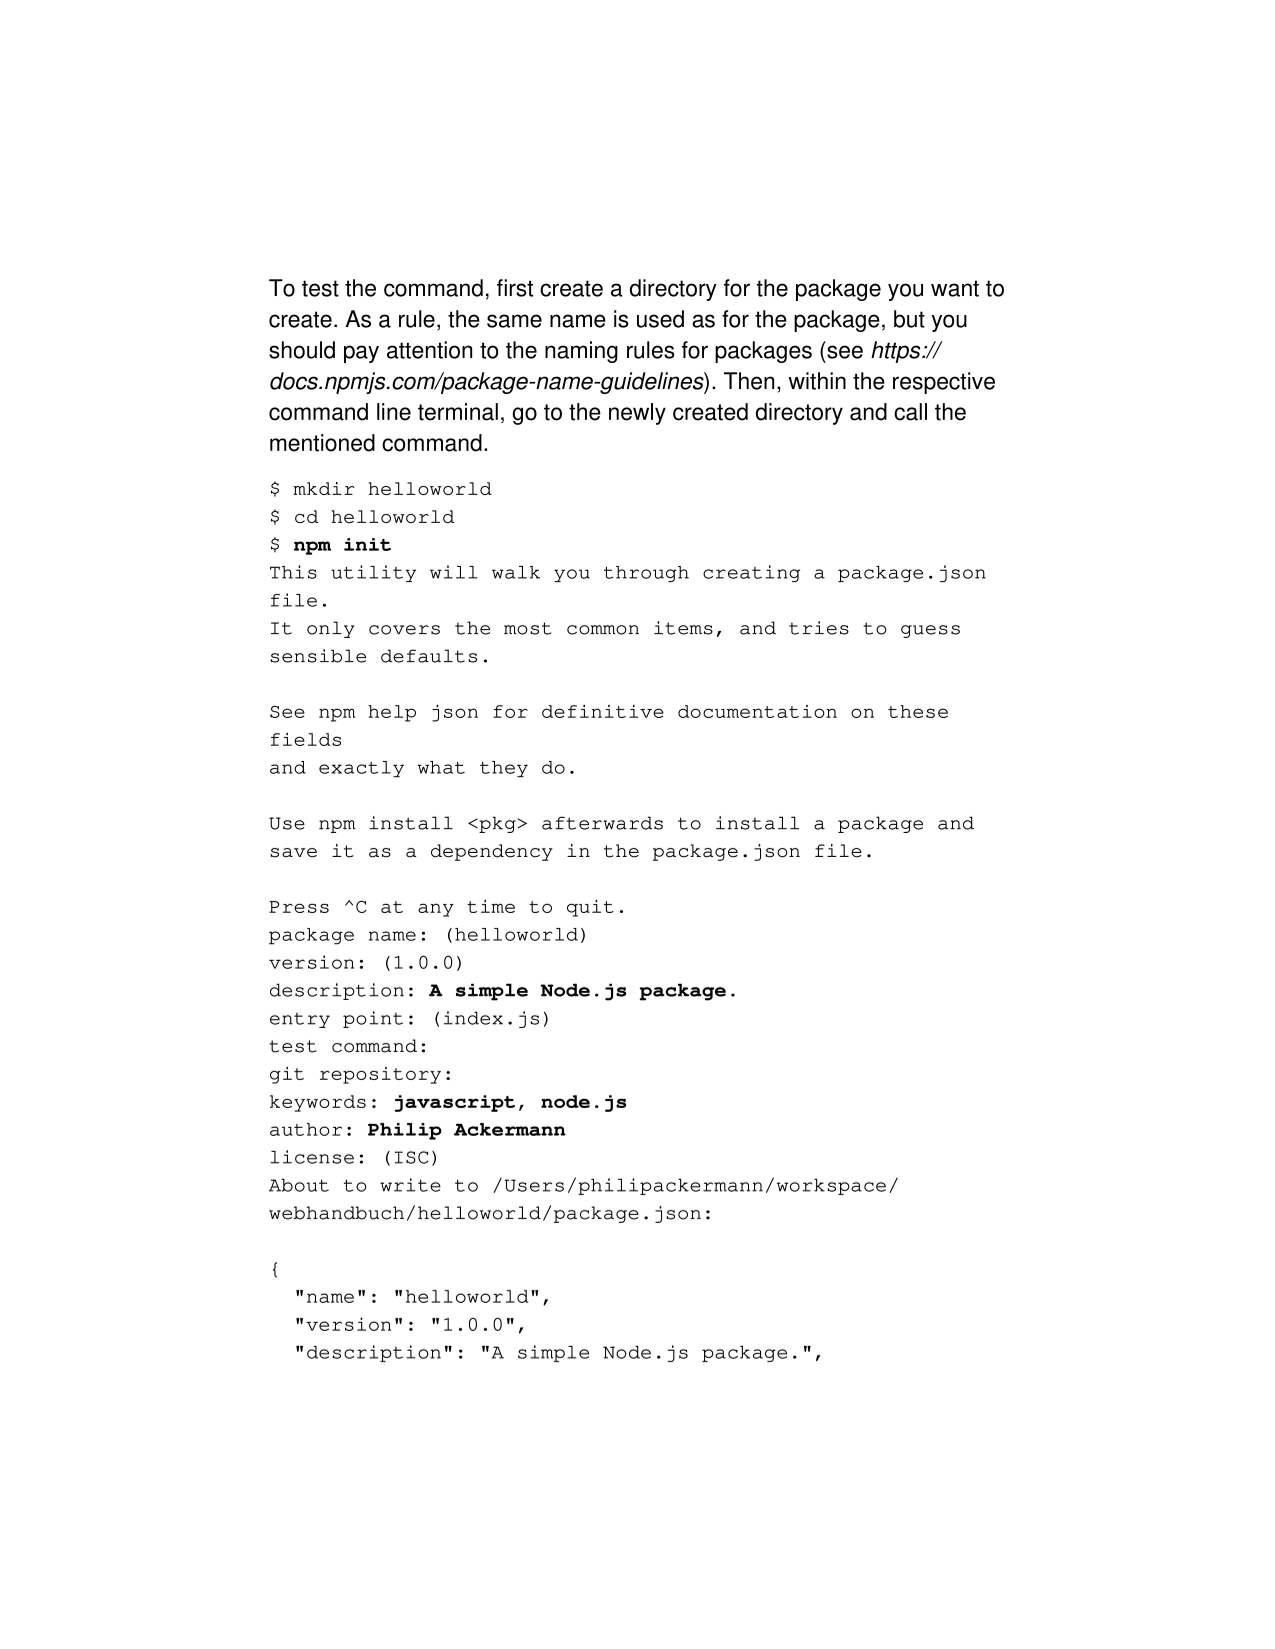 To test the command, first create a directory for the package you want to
create. As a rule, the same name is used as for the package, but you
should pay attention to the naming rules for packages (see https://
docs.npmjs.com/package-name-guidelines). Then, within the respective
command line terminal, go to the newly created directory and call the
mentioned command.
$ mkdir helloworld
$ cd helloworld
$ npm init
This utility will walk you through creating a package.json
file.
It only covers the most common items, and tries to guess
sensible defaults.
See npm help json for definitive documentation on these
fields
and exactly what they do.
Use npm install <pkg> afterwards to install a package and
save it as a dependency in the package.json file.
Press ^C at any time to quit.
package name: (helloworld)
version: (1.0.0)
description: A simple Node.js package.
entry point: (index.js)
test command:
git repository:
keywords: javascript, node.js
author: Philip Ackermann
license: (ISC)
About to write to /Users/philipackermann/workspace/
webhandbuch/helloworld/package.json:
{
  "name": "helloworld",
  "version": "1.0.0",
  "description": "A simple Node.js package.",